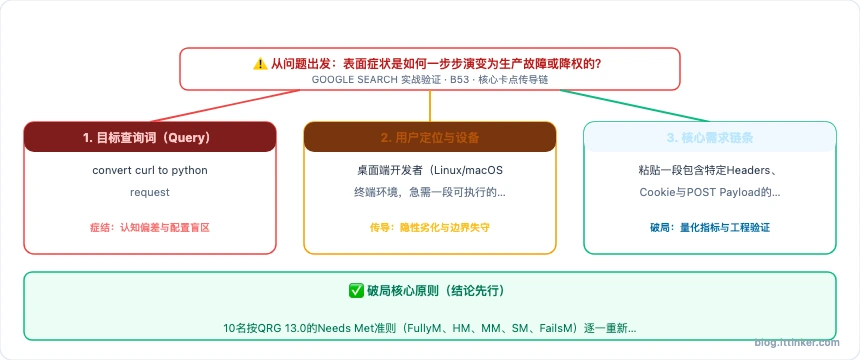 ⚠️ 从问题出发：表面症状是如何一步步演变为生产故障或降权的？
GOOGLE SEARCH 实战验证 · B53 · 核心卡点传导链
1. 目标查询词（Query）
convert curl to python
request
症结：认知偏差与配置盲区
2. 用户定位与设备
桌面端开发者（Linux/macOS
终端环境，急需一段可执行的...
传导：隐性劣化与边界失守
3. 核心需求链条
粘贴一段包含特定Headers、
Cookie与POST Payload的...
破局：量化指标与工程验证
✅ 破局核心原则（结论先行）
10名按QRG 13.0的Needs Met准则（FullyM、HM、MM、SM、FailsM）逐一重新...
blog.ittinker.com